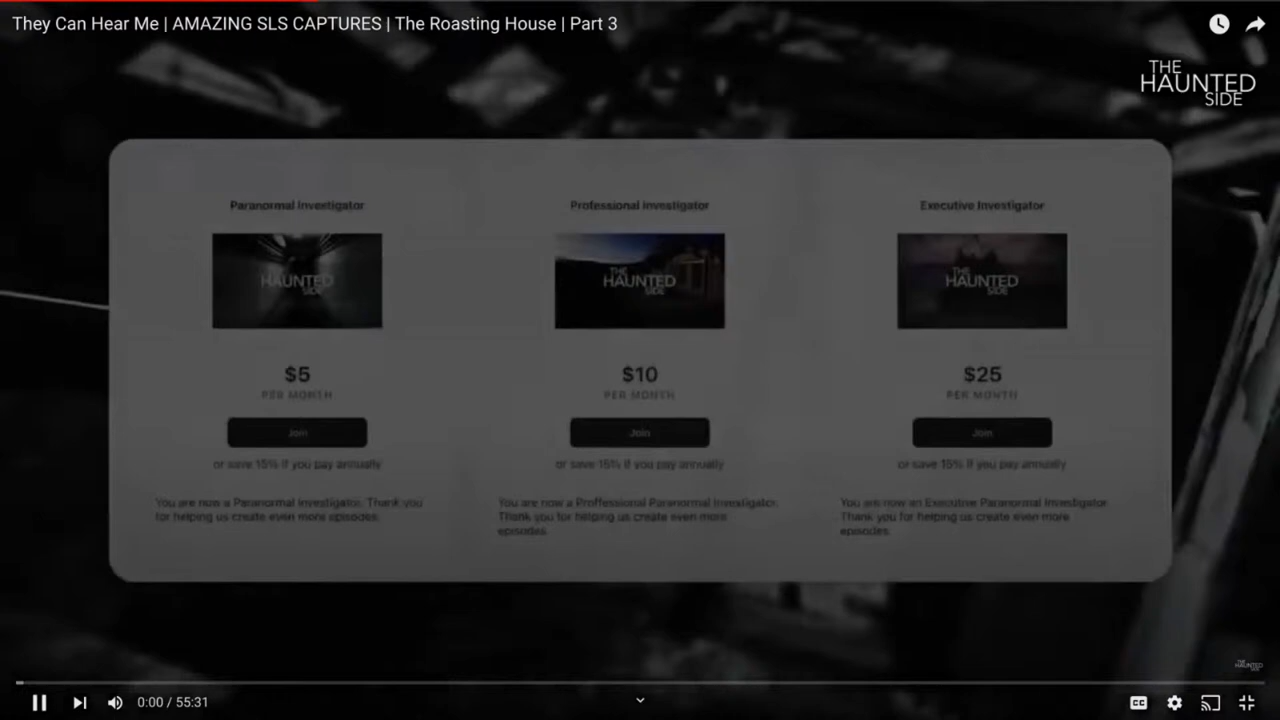 They Can Hear Me | AMAZING SLS CAPTURES | The Roasting House | Part 3
THE
HAUNTED
SIDE
Paranormal Investigator
Professional Investigator
Executive Investigator
THE
HAUNTED
SIDE
THE
HAUNTED
SIDE
THE
HAUNTED
SIDE
$5
$10
$25
PER MONTH
PER MONTH
PER MONTH
Join
Join
Join
or save 15% if you pay annually
or save 15% if you pay annually
or save 15% if you pay annually
You are now a Paranormal Investigator. Thank you
for helping us create even more episodes.
You are now a Proffessional Paranormal Investigator.
Thank you for helping us create even more
episodes.
You are now an Executive Paranormal Investigator.
Thank you for helping us create even more
episodes.
THE
HAUNTED
SIDE
0:00 / 55:31
CC